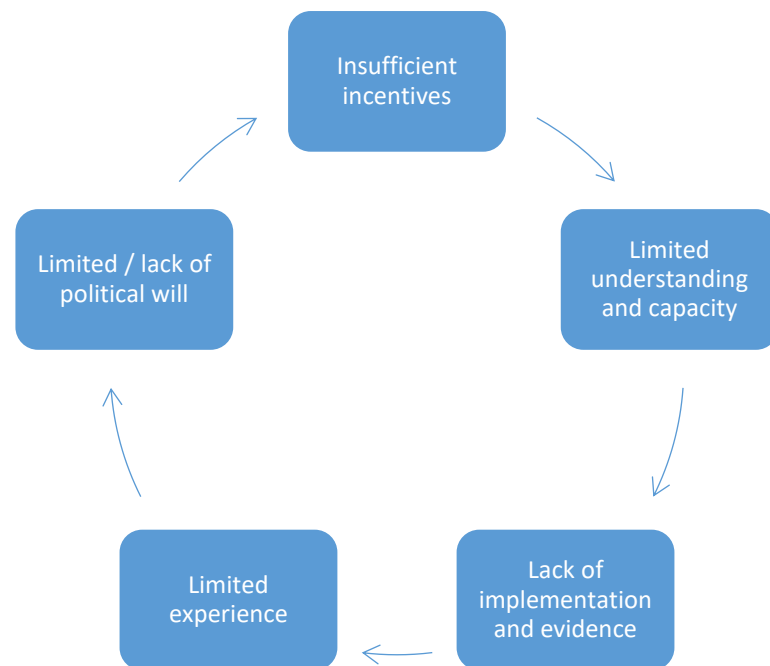 Insufficient
incentives
Limited
understanding
and capacity
Lack of
implementation
and evidence
Limited
experience
Limited / lack of
political will